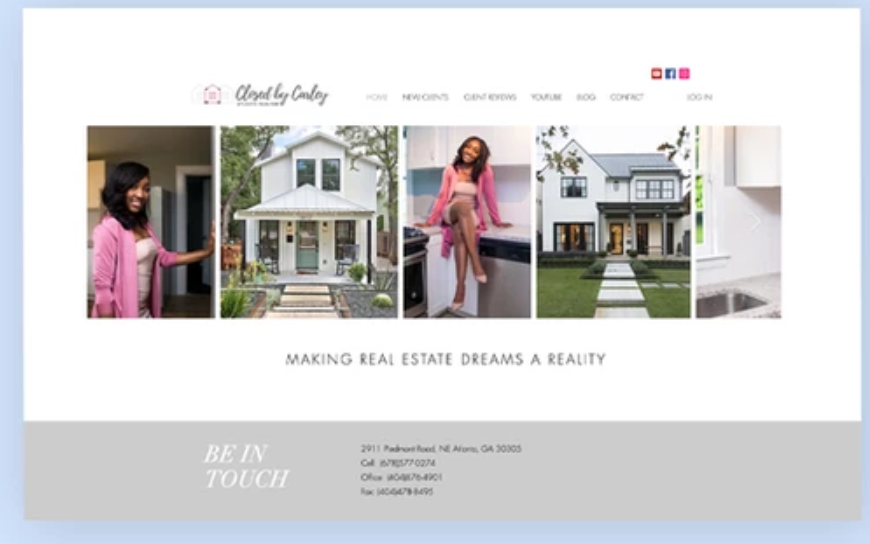 Closed by Curley
HOME NEW CLIENTS CLIENT REVIEWS YOUTUBE BLOG CONTACT LOG IN
MAKING REAL ESTATE DREAMS A REALITY
BE IN
TOUCH
2911 Piedmont Road, NE Atlanta, GA 30305
Cell: (678)577-0274
Office: (404)876-4901
Fax: (404)478-8495